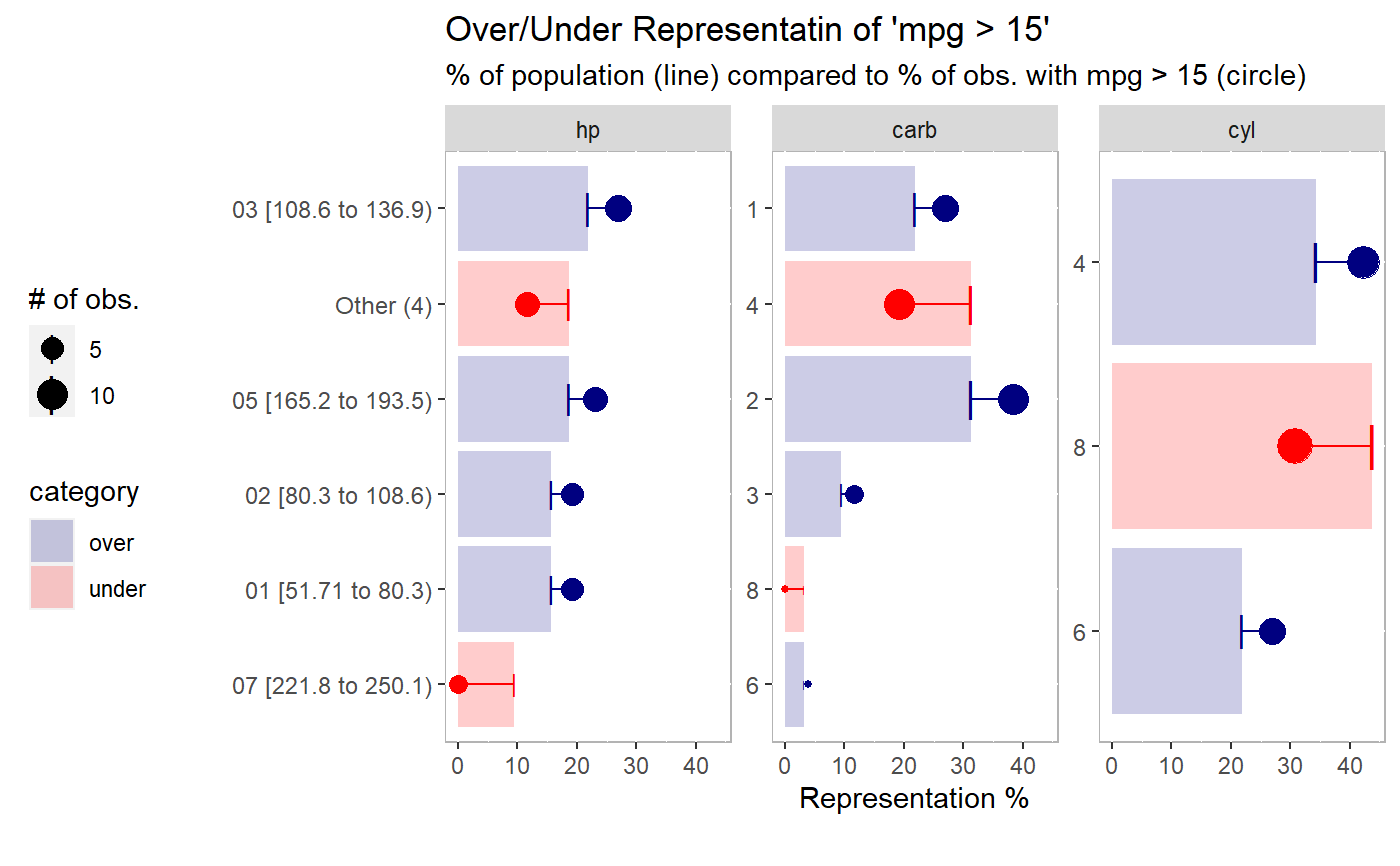 Over/Under Representatin of 'mpg > 15'
% of population (line) compared to % of obs. with mpg > 15 (circle)
# of obs.
5
10
category
over
under
hp
03 [108.6 to 136.9)
Other (4)
05 [165.2 to 193.5)
02 [80.3 to 108.6)
01 [51.71 to 80.3)
07 [221.8 to 250.1)
0 10 20 30 40
carb
1
4
2
3
8
6
0 10 20 30 40
cyl
4
8
6
0 10 20 30 40
Representation %